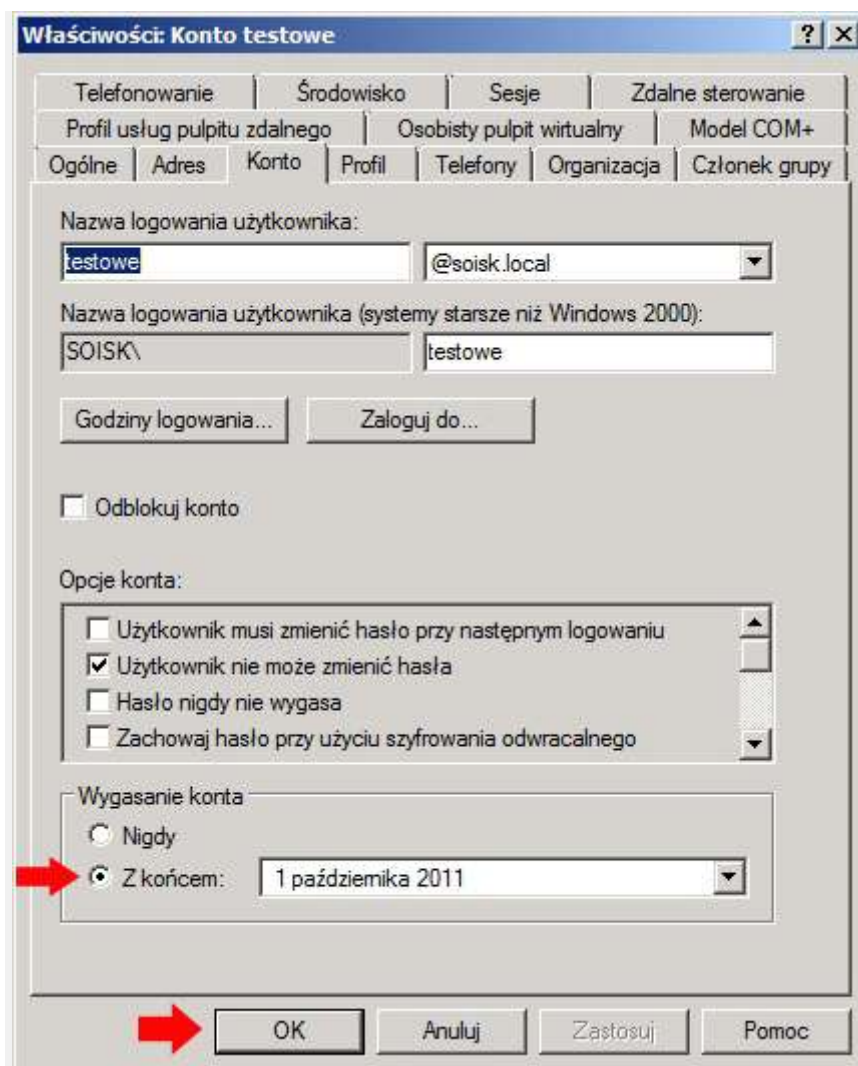 Właściwości: Konto testowe
Telefonowanie Środowisko Sesje Zdalne sterowanie
Profil usług pulpitu zdalnego Osobisty pulpit wirtualny Model COM+
Ogólne Adres Konto Profil Telefony Organizacja Członek grupy
Nazwa logowania użytkownika:
testowe @soisk.local
Nazwa logowania użytkownika (systemy starsze niż Windows 2000):
SOISK\ testowe
Godziny logowania... Zaloguj do...
Odblokuj konto
Opcje konta:
Użytkownik musi zmienić hasło przy następnym logowaniu
Użytkownik nie może zmienić hasła
Hasło nigdy nie wygasa
Zachowaj hasło przy użyciu szyfrowania odwracalnego
Wygasanie konta
Nigdy
Z końcem: 1 października 2011
OK Anuluj Zastosuj Pomoc